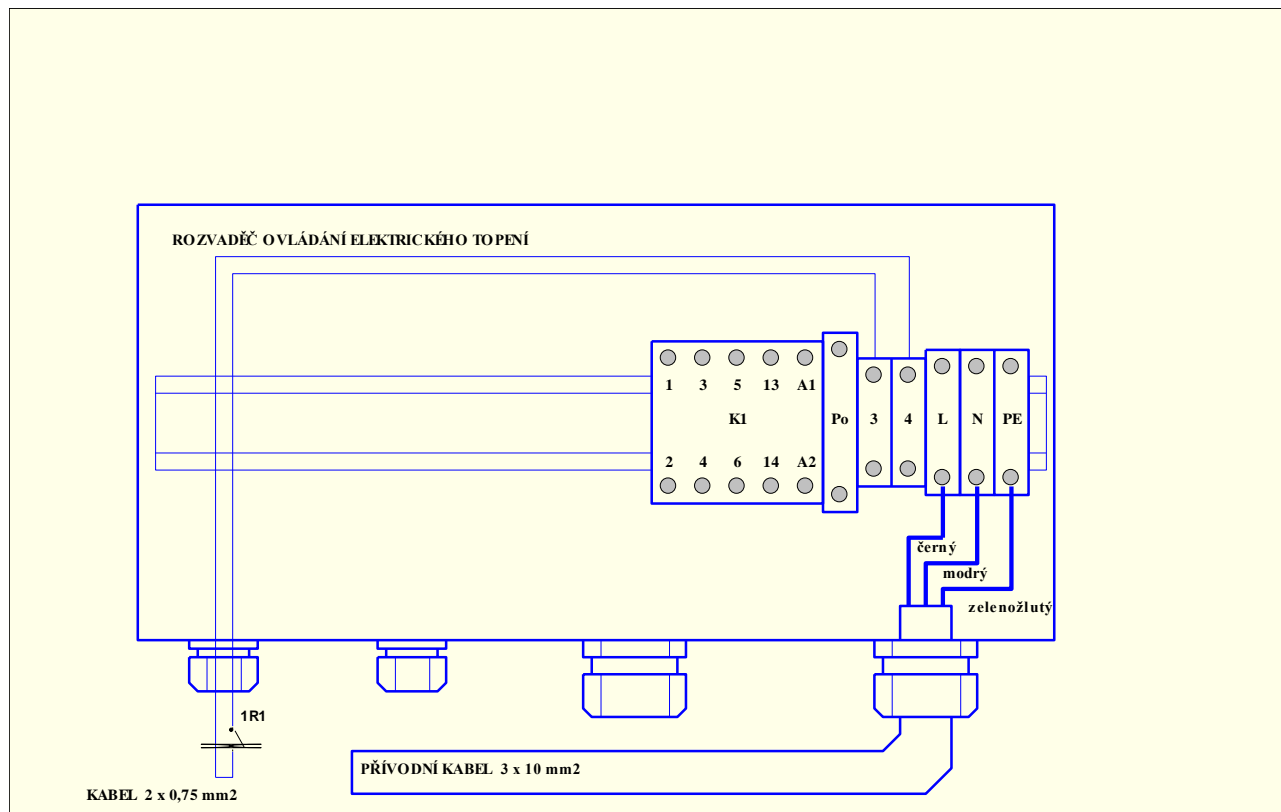 ROZVADĚČ OVLÁDÁNÍ ELEKTRICKÉHO TOPENÍ
1 3 5 13 A1
K1 Po 3 4 L N PE
2 4 6 14 A2
černý
modrý
zelenožlutý
1R1
PŘÍVODNÍ KABEL 3 x 10 mm2
KABEL 2 x 0,75 mm2